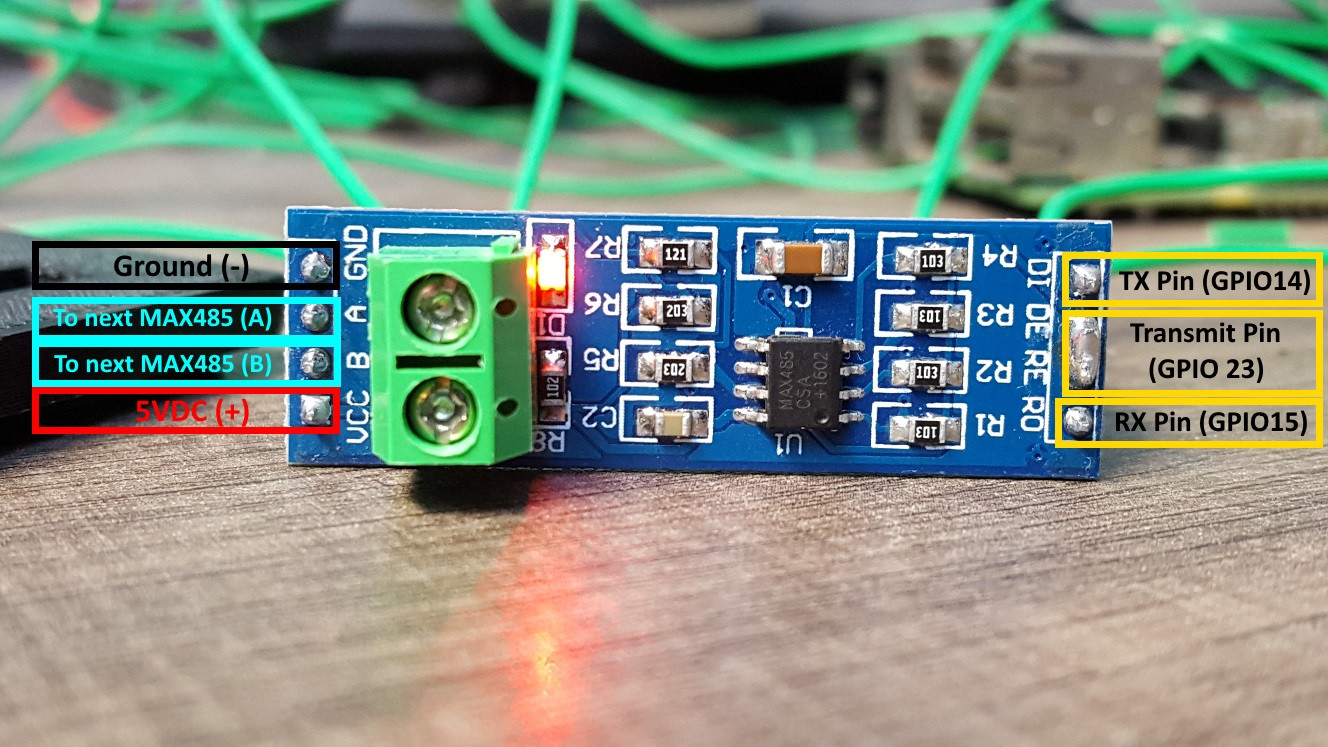 Ground (-)
To next MAX485 (A)
To next MAX485 (B)
5VDC (+)
GND
A
B
VCC
D1
102
R8
R7
121
R6
203
R5
203
C2
C1
MAX485
CSA
+1602
U1
R4
103
R3
103
R2
103
R1
103
DI
DE
RE
RO
TX Pin (GPIO14)
Transmit Pin
(GPIO 23)
RX Pin (GPIO15)